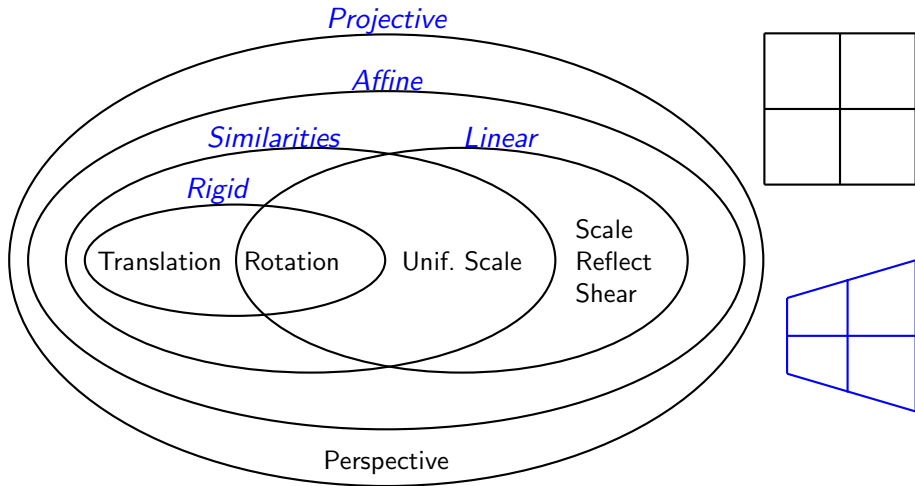 Projective
Affine
Similarities
Linear
Rigid
Translation
Rotation
Unif. Scale
Scale
Reflect
Shear
Perspective